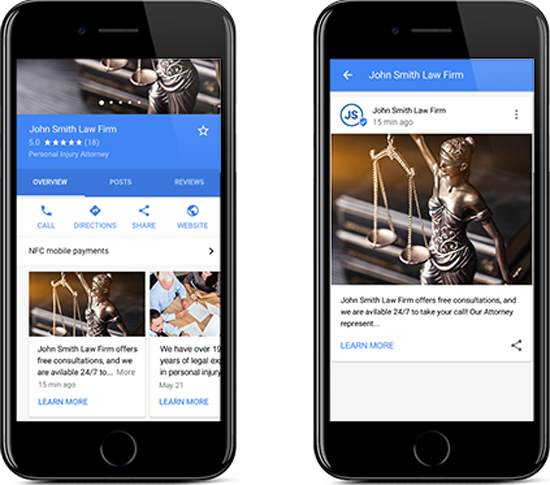 John Smith Law Firm
5.0 ★★★★★ (18)
Personal Injury Attorney
OVERVIEW POSTS REVIEWS
CALL DIRECTIONS SHARE WEBSITE
NFC mobile payments
John Smith Law Firm offers
free consultations, and we
are avilable 24/7 to... More
15 min ago
LEARN MORE
We have over 19
years of legal exp
in personal injury
May 21
LEARN MORE
John Smith Law Firm
JS
John Smith Law Firm
15 min ago
John Smith Law Firm offers free consultations, and
we are avilable 24/7 to take your call! Our Attorney
represent...
LEARN MORE